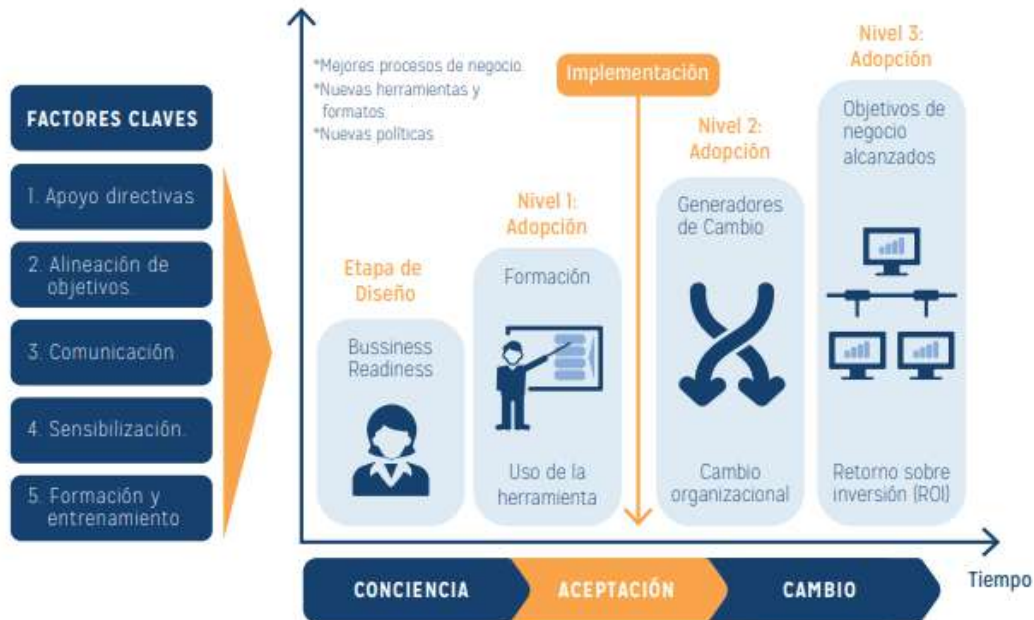 FACTORES CLAVES
1. Apoyo directivas
2. Alineación de
objetivos.
3. Comunicación
4. Sensibilización.
5. Formación y
entrenamiento
*Mejores procesos de negocio
*Nuevas herramientas y
formatos
*Nuevas políticas
Etapa de
Diseño
Bussiness
Readiness
Nivel 1:
Adopción
Formación
Uso de la
herramienta
Implementación
Nivel 2:
Adopción
Generadores
de Cambio
Cambio
organizacional
Nivel 3:
Adopción
Objetivos de
negocio
alcanzados
Retorno sobre
inversión (ROI)
CONCIENCIA
ACEPTACIÓN
CAMBIO
Tiempo